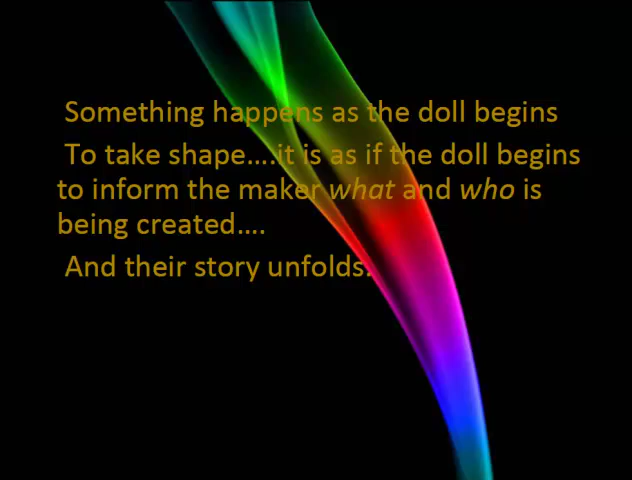 Something happens as the doll begins
To take shape….it is as if the doll begins
to inform the maker what and who is
being created….
And their story unfolds.